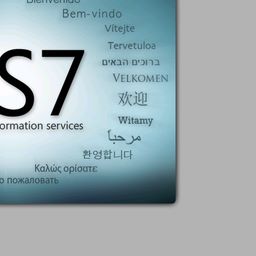 Bienvenido
Bem-vindo
Vítejte
Tervetuloa
ברוכים הבאים
VELKOMEN
欢迎
S7
Witamy
ormation services
مرحباً
환영합니다
Καλώς ορίσατε
о пожаловать